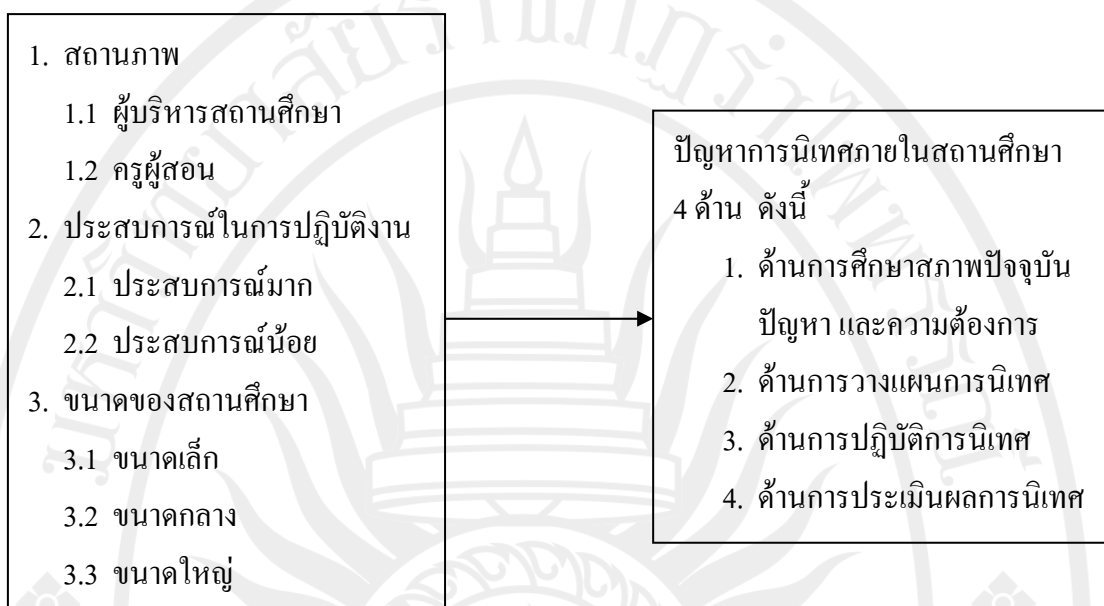 1. สถานภาพ
1.1 ผู้บริหารสถานศึกษา
1.2 ครูผู้สอน
2. ประสบการณ์ในการปฏิบัติงาน
2.1 ประสบการณ์มาก
2.2 ประสบการณ์น้อย
3. ขนาดของสถานศึกษา
3.1 ขนาดเล็ก
3.2 ขนาดกลาง
3.3 ขนาดใหญ่
ปัญหาการนิเทศภายในสถานศึกษา
4 ด้าน ดังนี้
1. ด้านการศึกษาสภาพปัจจุบัน
ปัญหา และความต้องการ
2. ด้านการวางแผนการนิเทศ
3. ด้านการปฏิบัติการนิเทศ
4. ด้านการประเมินผลการนิเทศ